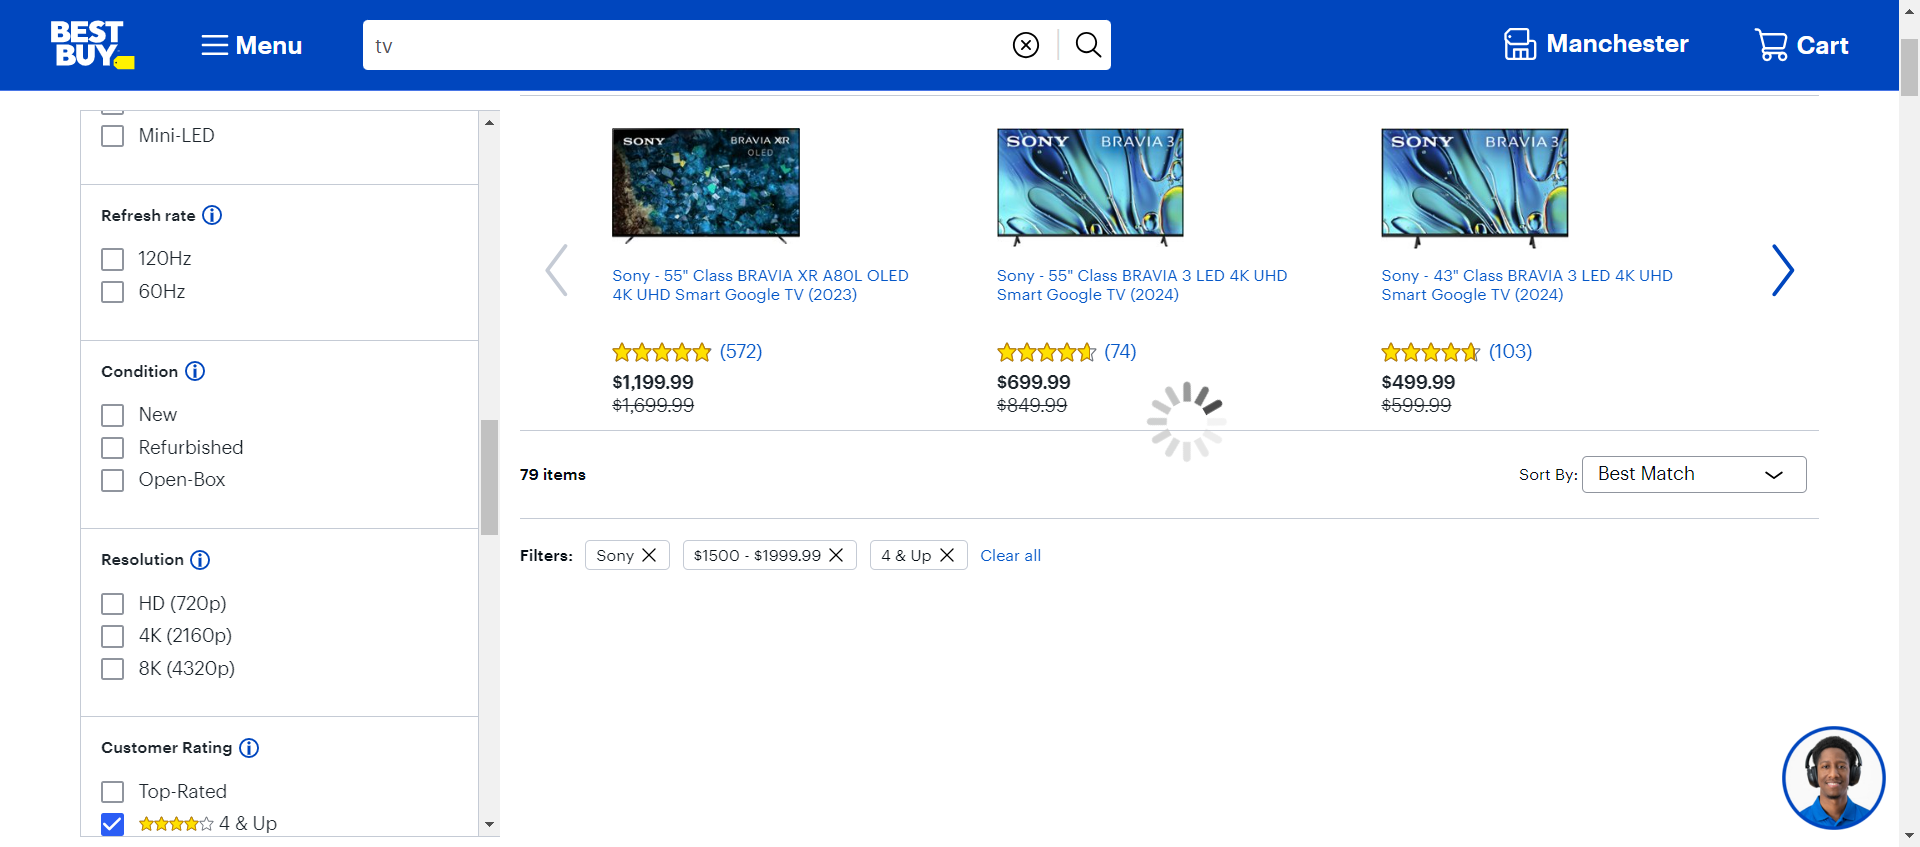 BEST
BUY
Menu
tv
Manchester
Cart
Mini-LED
Refresh rate
120Hz
60Hz
Condition
New
Refurbished
Open-Box
Resolution
HD (720p)
4K (2160p)
8K (4320p)
Customer Rating
Top-Rated
4 & Up
SONY BRAVIA XR
OLED
Sony - 55" Class BRAVIA XR A80L OLED
4K UHD Smart Google TV (2023)
(572)
$1,199.99
$1,699.99
SONY BRAVIA 3
Sony - 55" Class BRAVIA 3 LED 4K UHD
Smart Google TV (2024)
(74)
$699.99
$849.99
SONY BRAVIA 3
Sony - 43" Class BRAVIA 3 LED 4K UHD
Smart Google TV (2024)
(103)
$499.99
$599.99
79 items
Sort By: Best Match
Filters: Sony $1500 - $1999.99 4 & Up Clear all